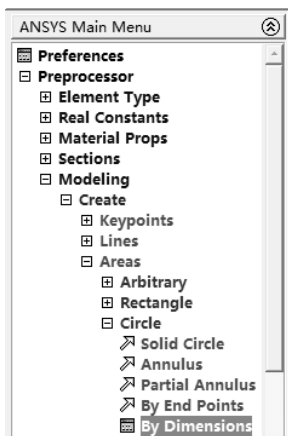 ANSYS Main Menu
Preferences
Preprocessor
Element Type
Real Constants
Material Props
Sections
Modeling
Create
Keypoints
Lines
Areas
Arbitrary
Rectangle
Circle
Solid Circle
Annulus
Partial Annulus
By End Points
By Dimensions